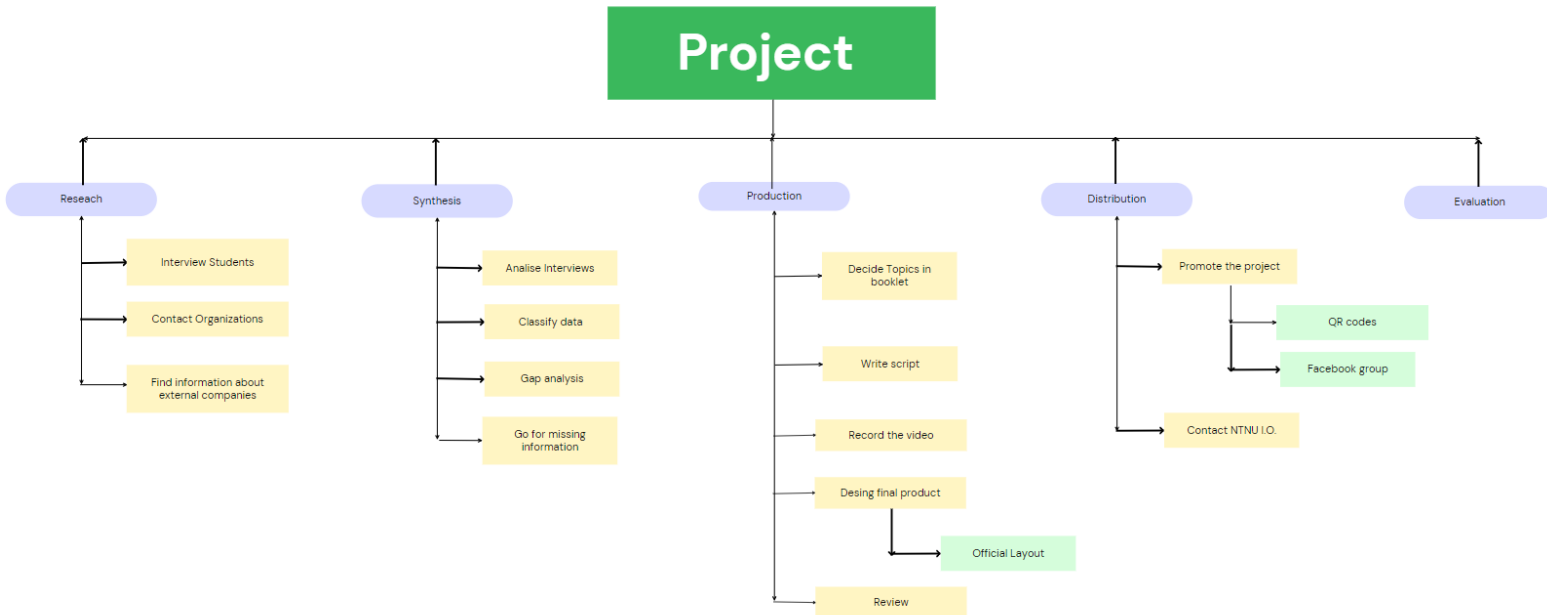 Project
Reseach
Synthesis
Production
Distribution
Evaluation
Interview Students
Contact Organizations
Find information about
external companies
Analise Interviews
Classify data
Gap analysis
Go for missing
information
Decide Topics in
booklet
Write script
Record the video
Desing final product
Official Layout
Review
Promote the project
QR codes
Facebook group
Contact NTNU I.O.